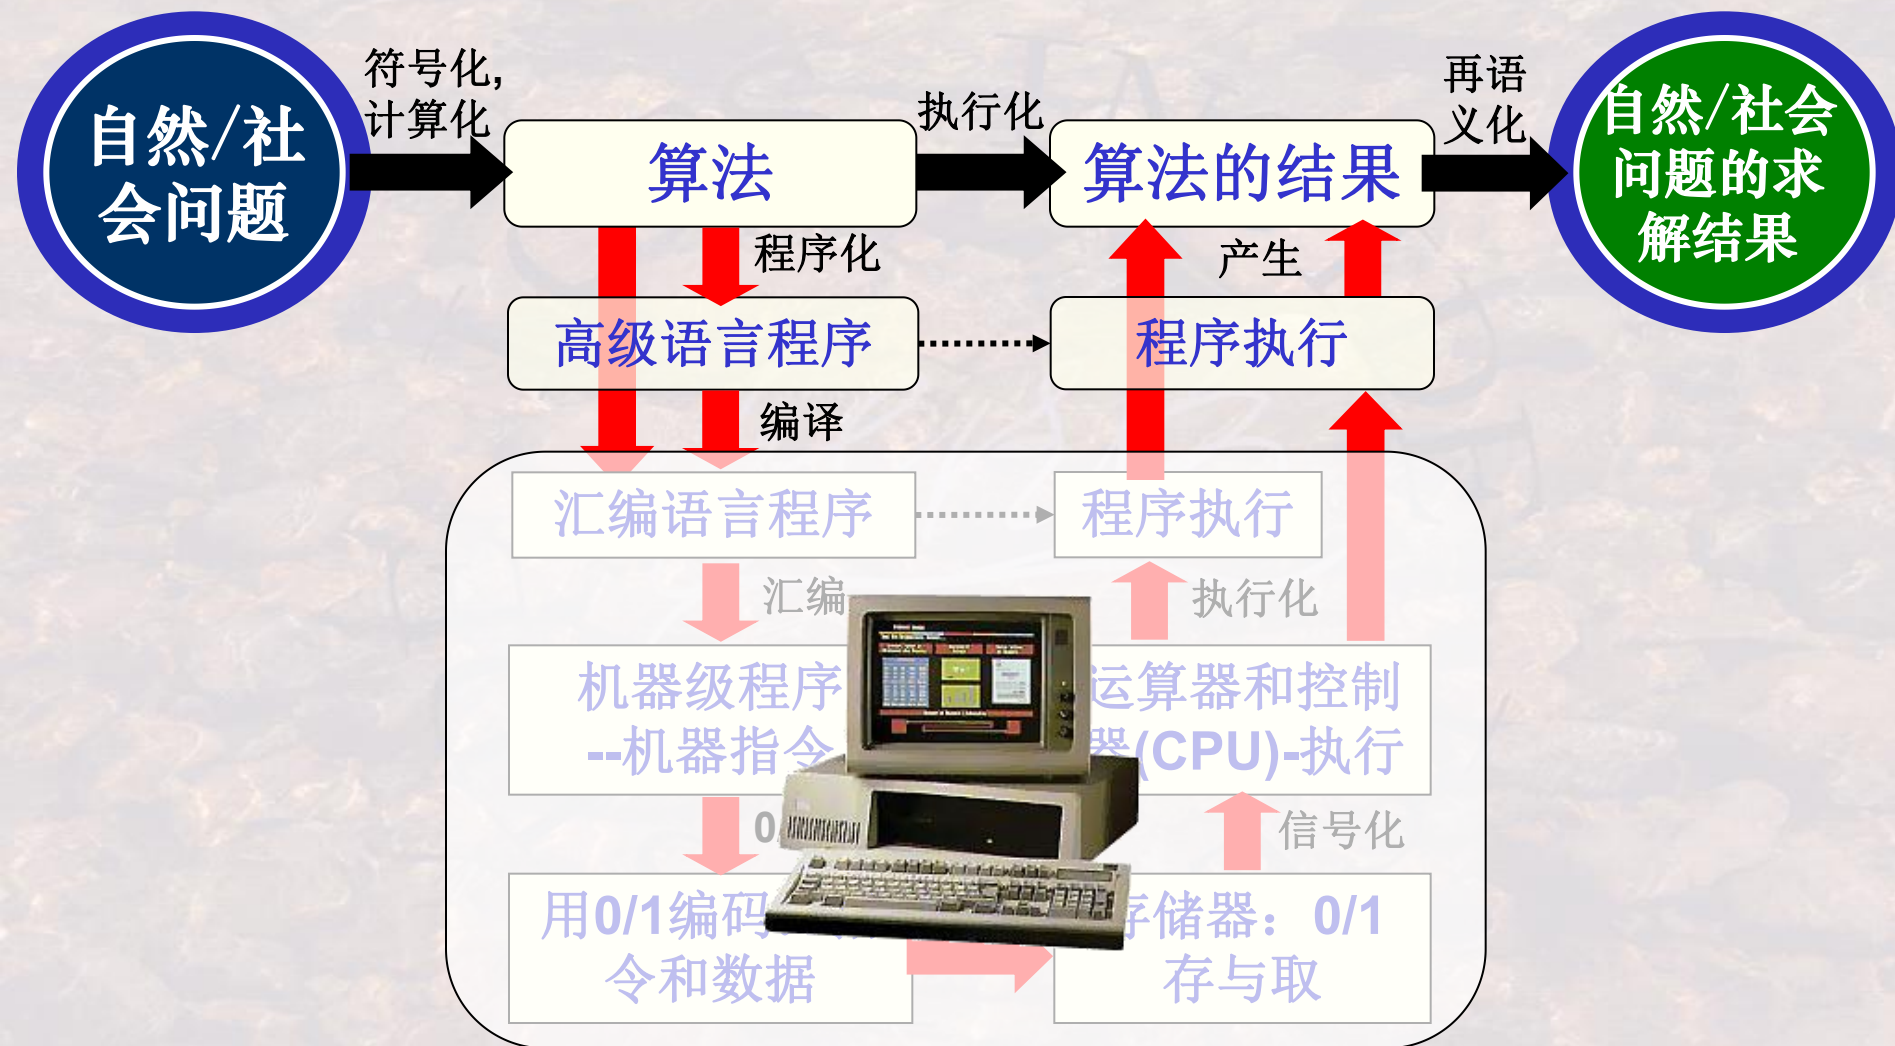 自然/社
会问题
符号化,
计算化
算法
执行化
算法的结果
再语
义化
自然/社会
问题的求
解结果
程序化
产生
高级语言程序
程序执行
编译
汇编语言程序
程序执行
汇编
执行化
机器级程序
--机器指令
运算器和控制
器(CPU)-执行
信号化
用0/1编码
令和数据
存储器：0/1
存与取